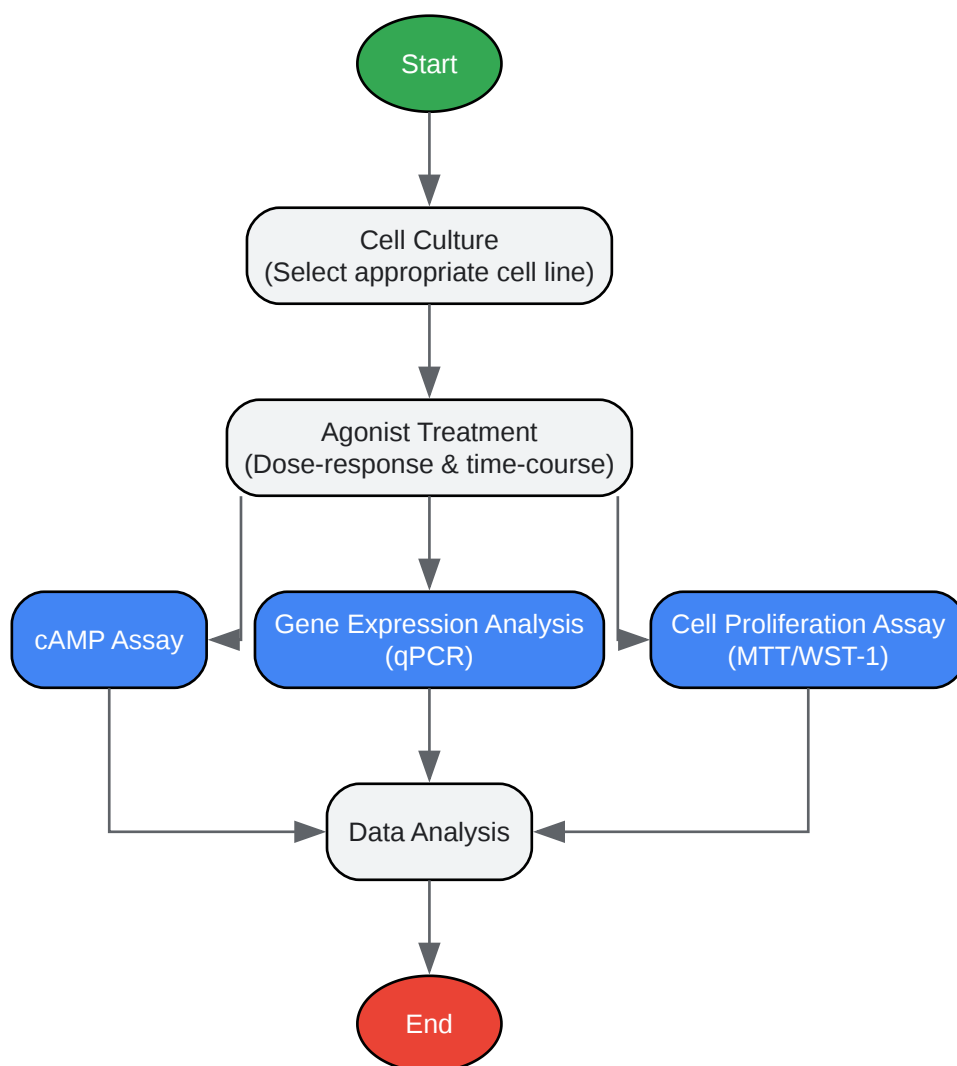 Start
Cell Culture
(Select appropriate cell line)
Agonist Treatment
(Dose-response & time-course)
cAMP Assay
Gene Expression Analysis
(qPCR)
Cell Proliferation Assay
(MTT/WST-1)
Data Analysis
End